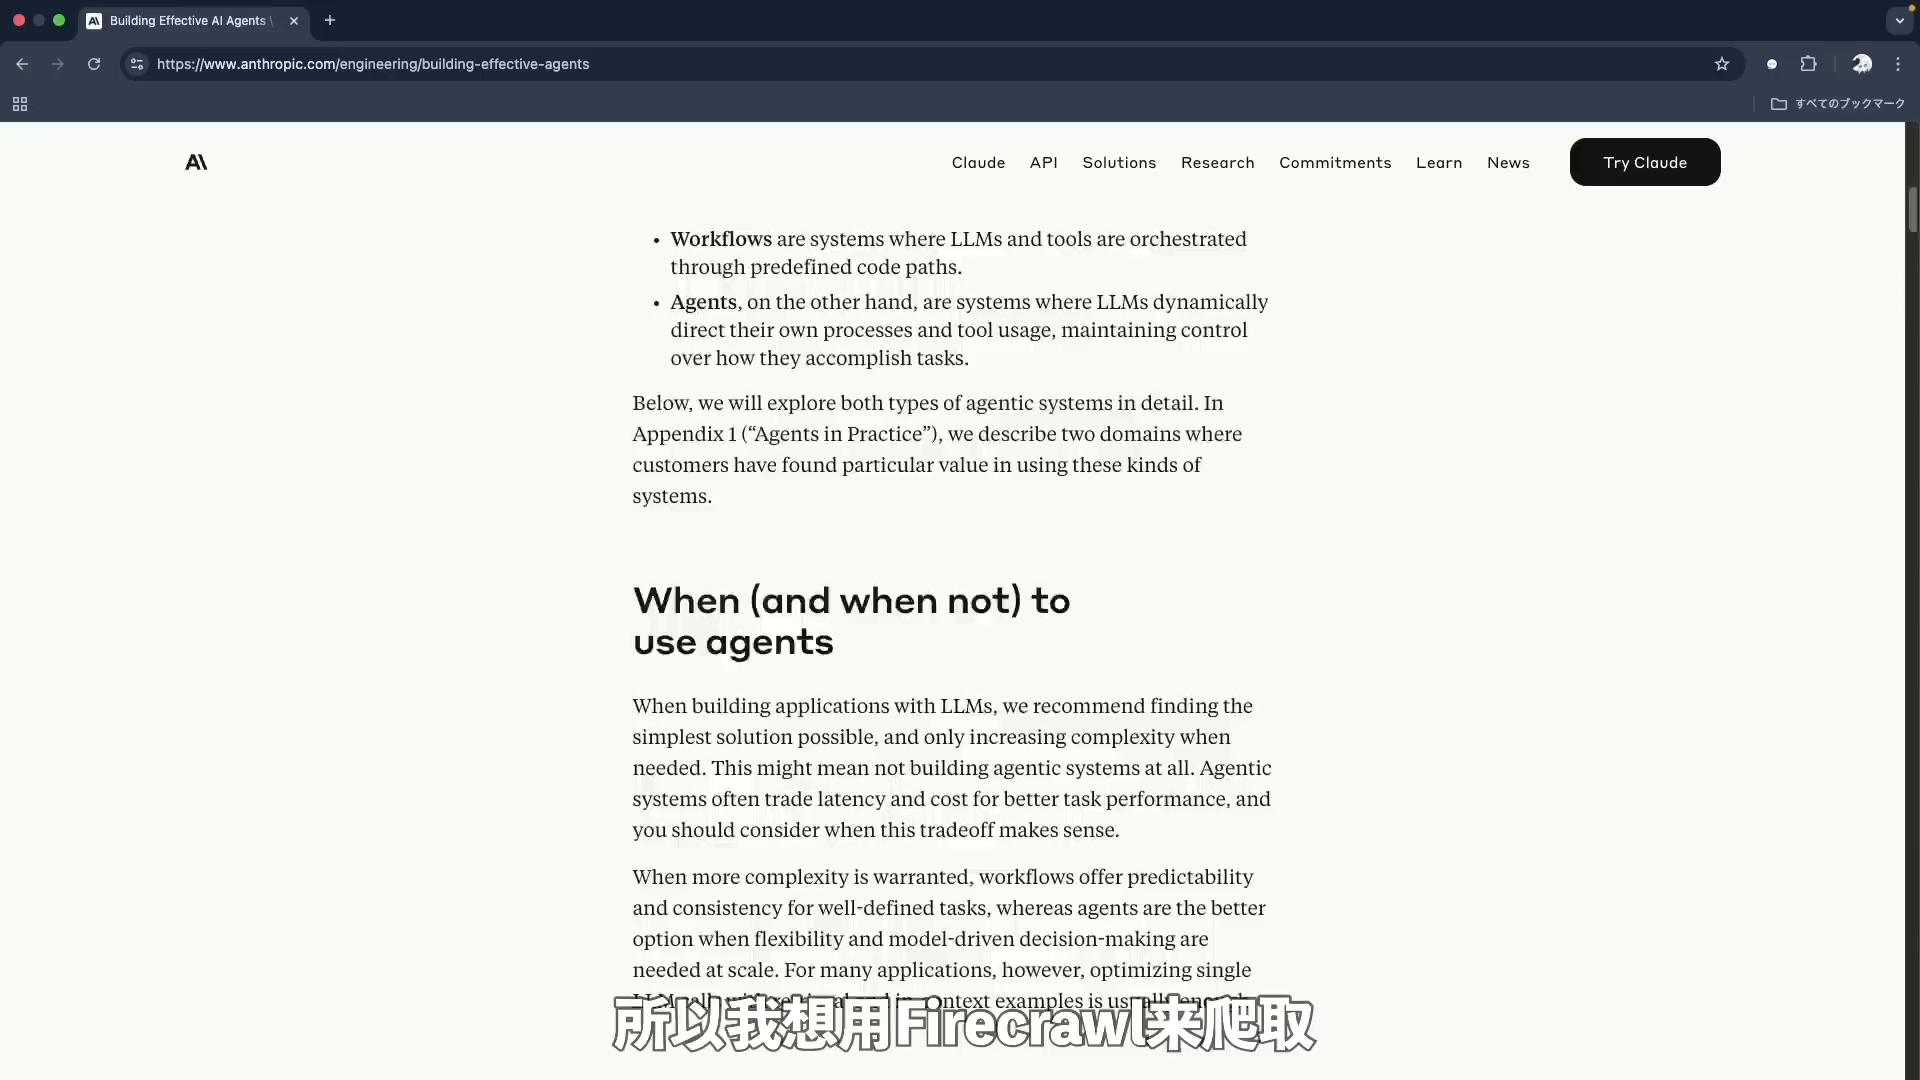 Building Effective AI Agents \
https://www.anthropic.com/engineering/building-effective-agents
すべてのブックマーク
Claude API Solutions Research Commitments Learn News Try Claude
• Workflows are systems where LLMs and tools are orchestrated
through predefined code paths.
• Agents, on the other hand, are systems where LLMs dynamically
direct their own processes and tool usage, maintaining control
over how they accomplish tasks.
Below, we will explore both types of agentic systems in detail. In
Appendix 1 (“Agents in Practice”), we describe two domains where
customers have found particular value in using these kinds of
systems.
When (and when not) to
use agents
When building applications with LLMs, we recommend finding the
simplest solution possible, and only increasing complexity when
needed. This might mean not building agentic systems at all. Agentic
systems often trade latency and cost for better task performance, and
you should consider when this tradeoff makes sense.
When more complexity is warranted, workflows offer predictability
and consistency for well-defined tasks, whereas agents are the better
option when flexibility and model-driven decision-making are
needed at scale. For many applications, however, optimizing single
examples is
所以我想用Firecrawl来爬取